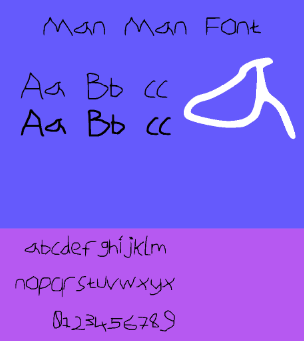 Man Man Font
Aa Bb cc
Aa Bb cc
a
abcdefghijklm
nopqrstuvwxyx
0123456789